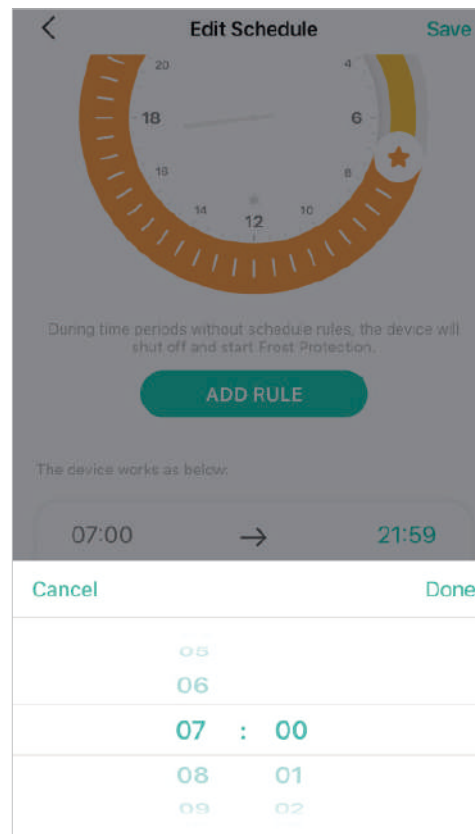 Edit Schedule Save
20 4
18 6
16 8
14 12 10
During time periods without schedule rules, the device will
shut off and start Frost Protection.
ADD RULE
The device works as below:
07:00 → 21:59
Cancel Done
05
06
07 : 00
08 01
09 02